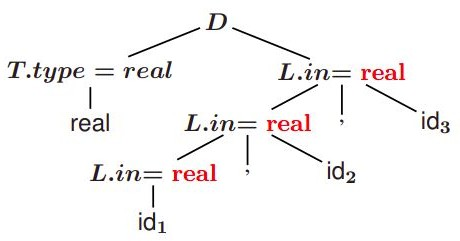 D
T.type = real L.in= real
real L.in= real , id₃
L.in= real , id₂
id₁